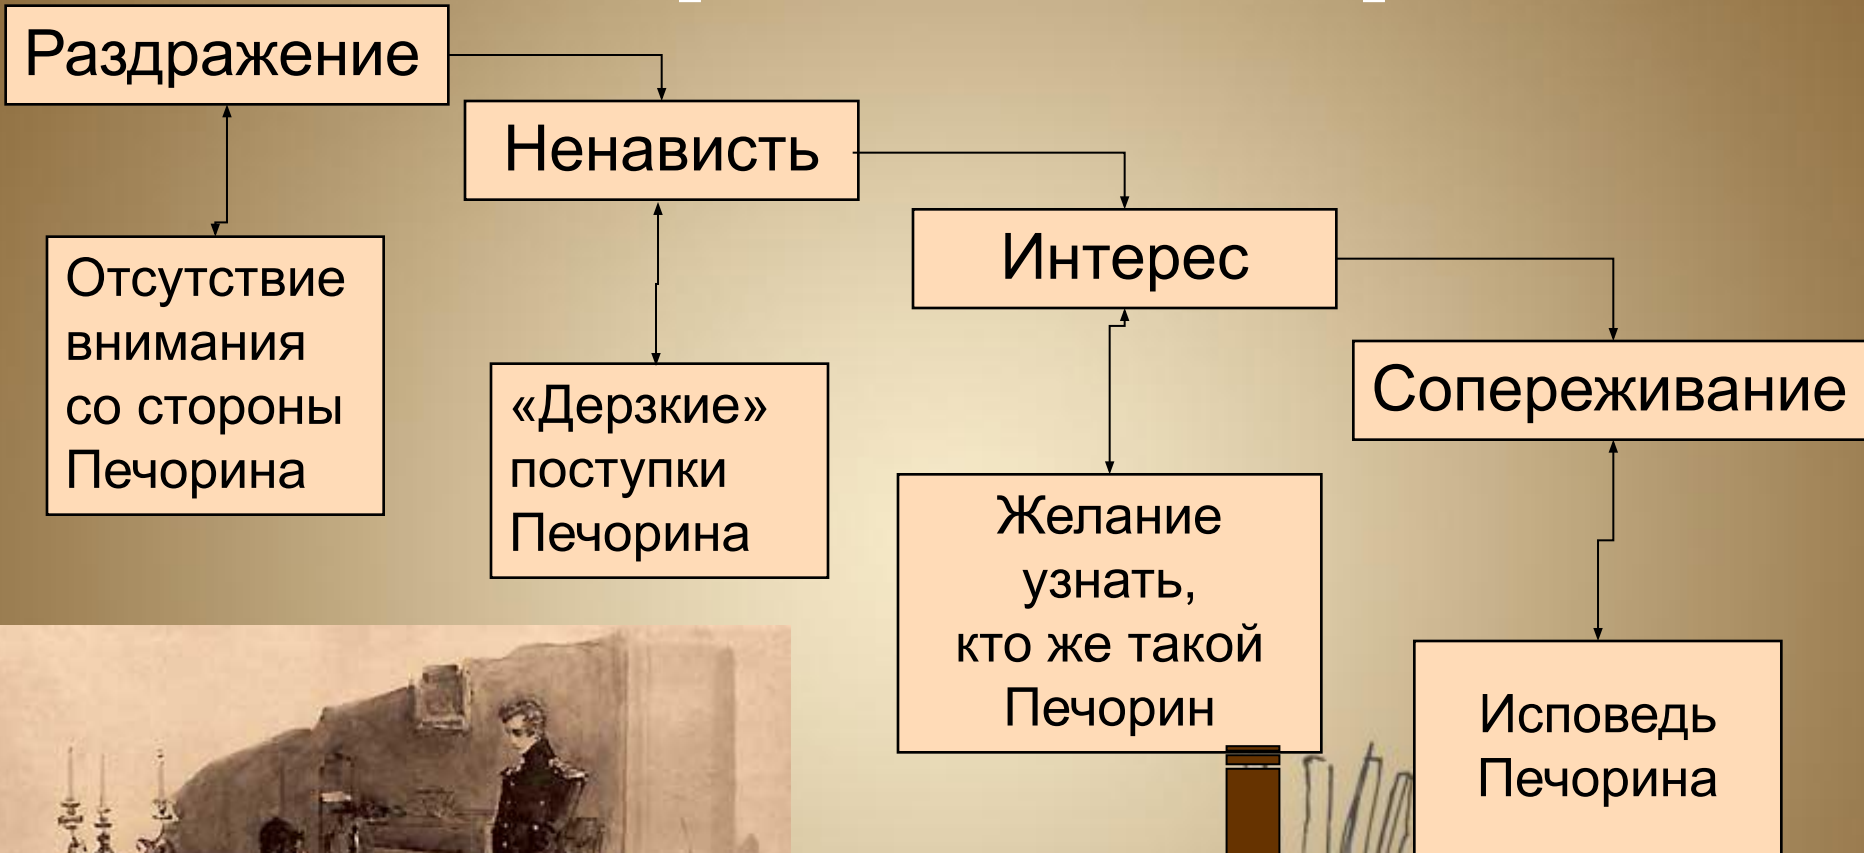 Раздражение
Ненависть
Интерес
Сопереживание
Отсутствие
внимания
со стороны
Печорина
«Дерзкие»
поступки
Печорина
Желание
узнать,
кто же такой
Печорин
Исповедь
Печорина